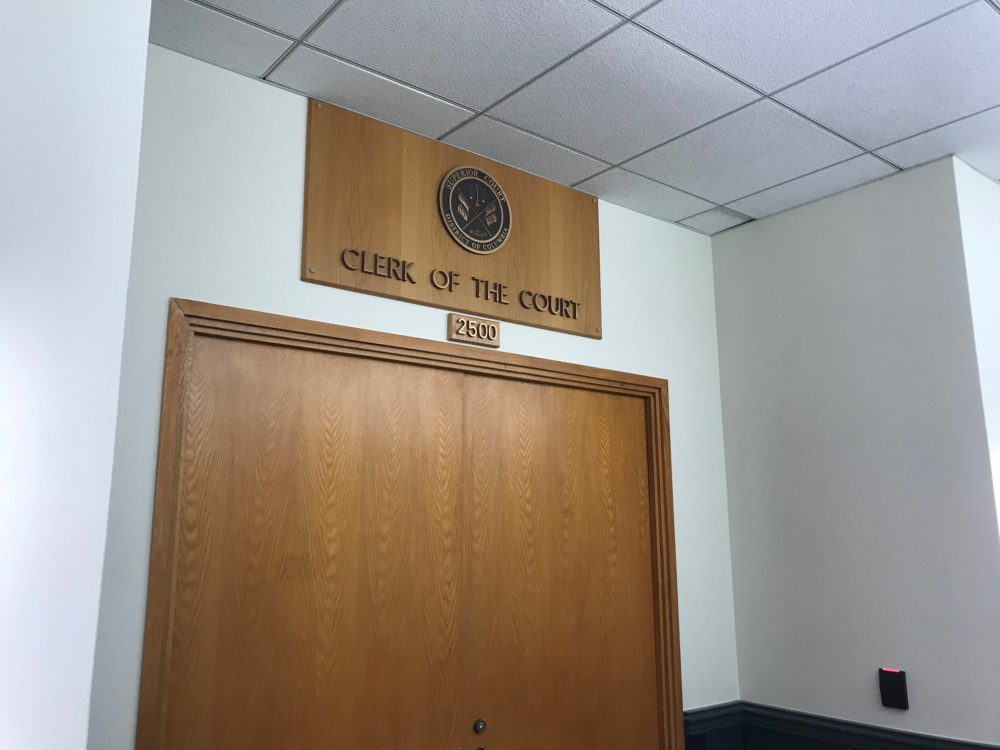 SUPERIOR COURT
DISTRICT OF COLUMBIA
CLERK OF THE COURT
2500